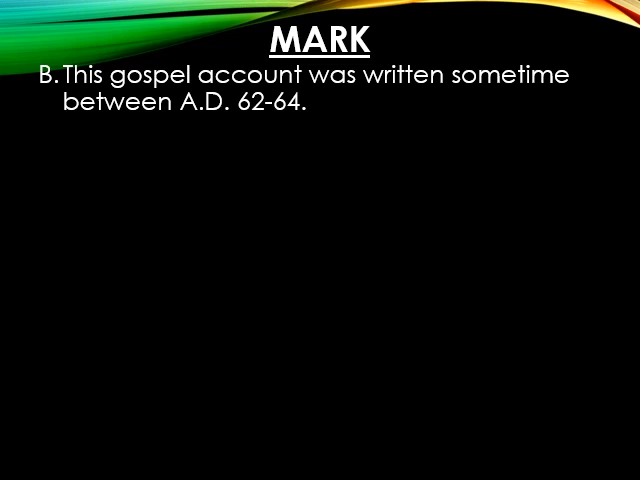 MARK
B. This gospel account was written sometime
between A.D. 62-64.